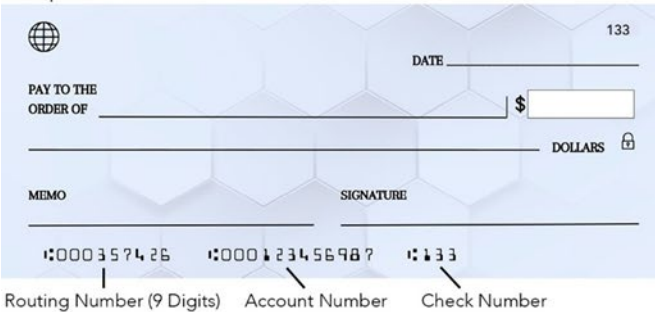 133
DATE
PAY TO THE
ORDER OF
$
DOLLARS
MEMO SIGNATURE
⑆000357426 ⑆000123456987 ⑆133
Routing Number (9 Digits) Account Number Check Number